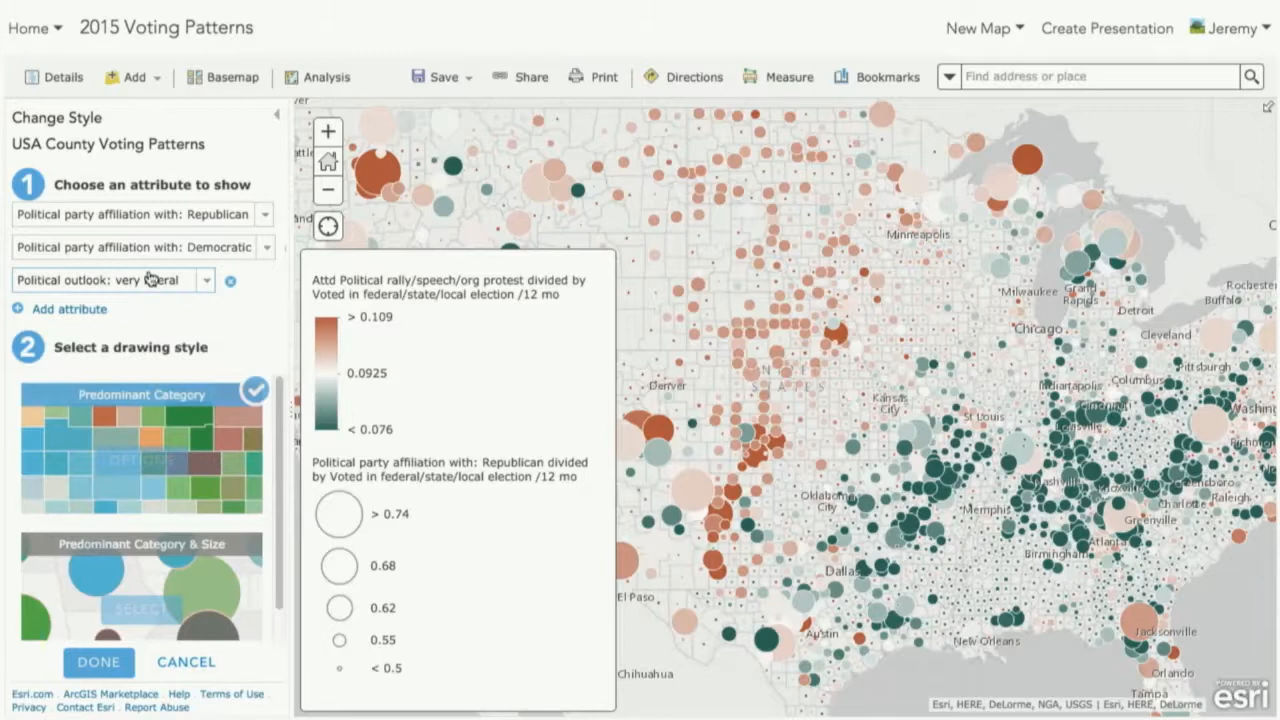 Home
2015 Voting Patterns
New Map
Create Presentation
Jeremy
Details
Add
Basemap
Analysis
Save
Share
Print
Directions
Measure
Bookmarks
Find address or place
Change Style
USA County Voting Patterns
1 Choose an attribute to show
Political party affiliation with: Republican
Political party affiliation with: Democratic
Political outlook: very
Add attribute
2 Select a drawing style
Predominant Category
OPTIONS
Predominant Category & Size
SELECT
DONE
CANCEL
Esri.com . ArcGIS Marketplace . Help . Terms of Use .
Privacy . Contact Esri . Report Abuse
Attd Political rally/speech/org protest divided by
Voted in federal/state/local election /12 mo
> 0.109
0.0925
< 0.076
Political party affiliation with: Republican divided
by Voted in federal/state/local election /12 mo
> 0.74
0.68
0.62
0.55
< 0.5
Minneapolis
Milwaukee
Grand
Rapids
Rochester
Buffalo
Detroit
Chicago
Cleveland
Denver
Pittsburgh
Indianapolis
Columbus
Kansas
City
St Louis
Oklahoma
City
Memphis
Raleigh
Charlotte
Greenville
Atlanta
Birmingham
Dallas
El Paso
Austin
New Orleans
Jacksonville
Chihuahua
Orlando
Tampa
Esri, HERE, DeLorme, NGA, USGS | Esri, HERE, DeLorme
POWERED BY
esri